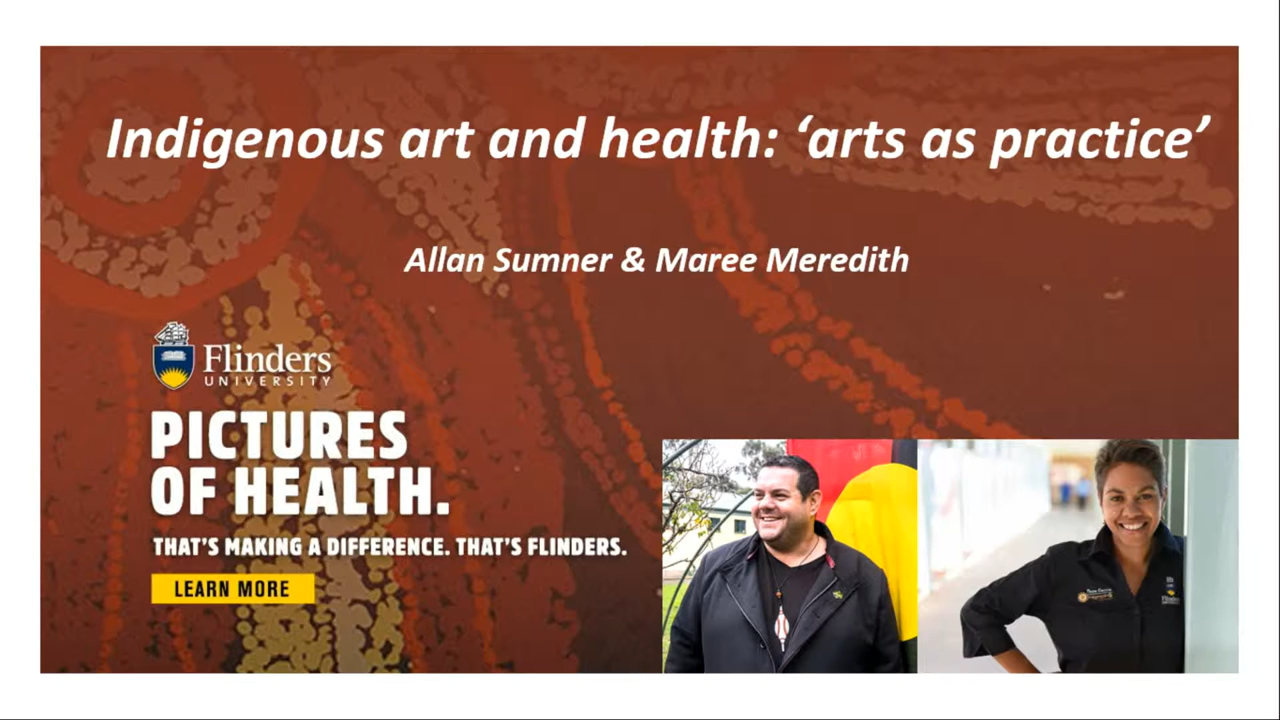 Indigenous art and health: ‘arts as practice’
Allan Sumner & Maree Meredith
Flinders
UNIVERSITY
PICTURES
OF HEALTH.
THAT'S MAKING A DIFFERENCE. THAT'S FLINDERS.
LEARN MORE